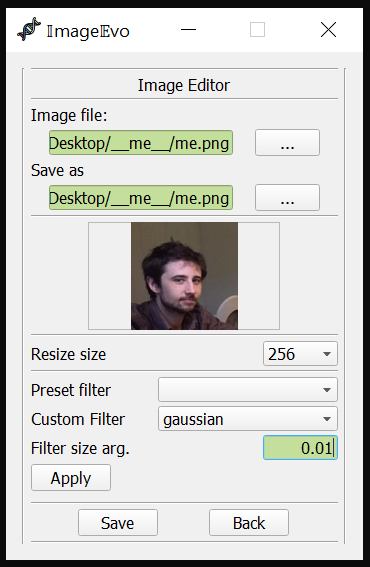 𝕀mage𝔼vo
Image Editor
Image file:
Desktop/__me__/me.png
...
Save as
Desktop/__me__/me.png
...
Resize size
256
Preset filter
Custom Filter
gaussian
Filter size arg.
0.01
Apply
Save
Back